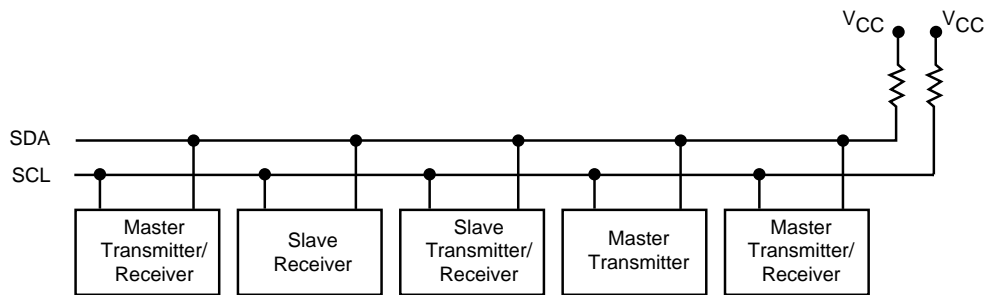 VCC VCC
SDA
SCL
Master
Transmitter/
Receiver
Slave
Receiver
Slave
Transmitter/
Receiver
Master
Transmitter
Master
Transmitter/
Receiver